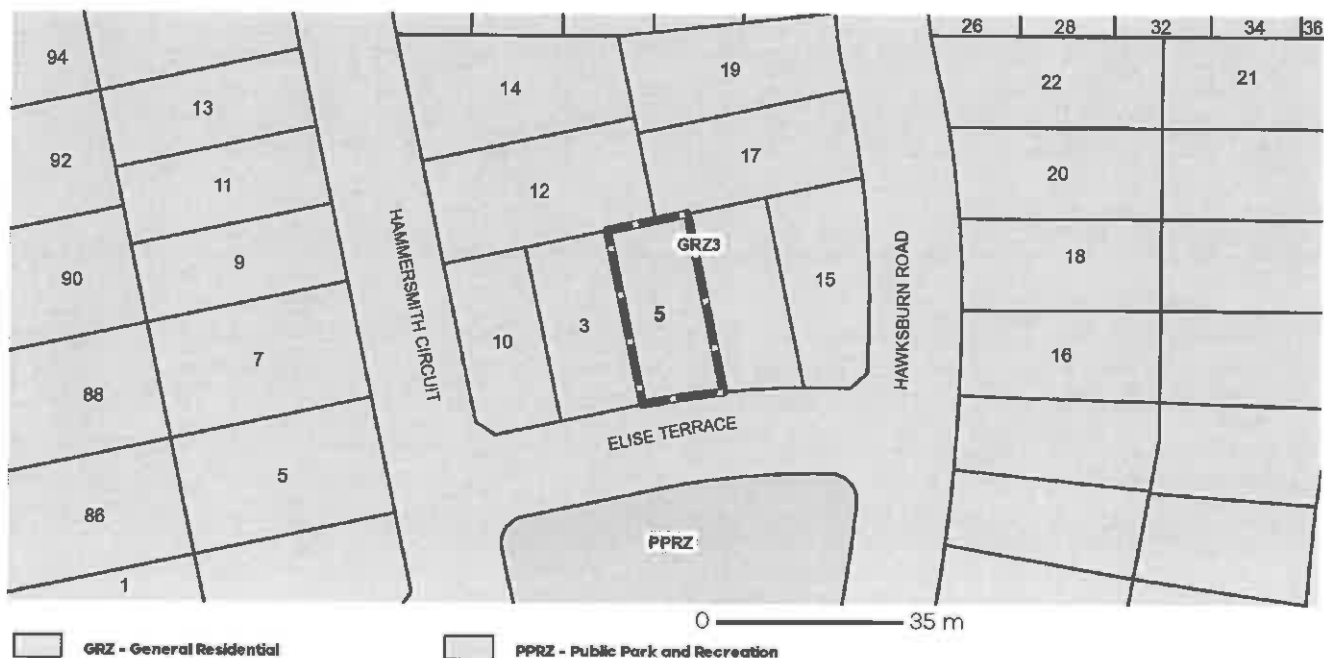 26 28 32 34 36
94 14 19 22 21
13
92 11 12 17 20
HAMMERSMITH CIRCUIT
GRZ3
HAWKSBURN ROAD
90 9 15 18
10 3 5
7 16
88
ELISE TERRACE
5
86
PPRZ
1
0 35 m
GRZ - General Residential PPRZ - Public Park and Recreation